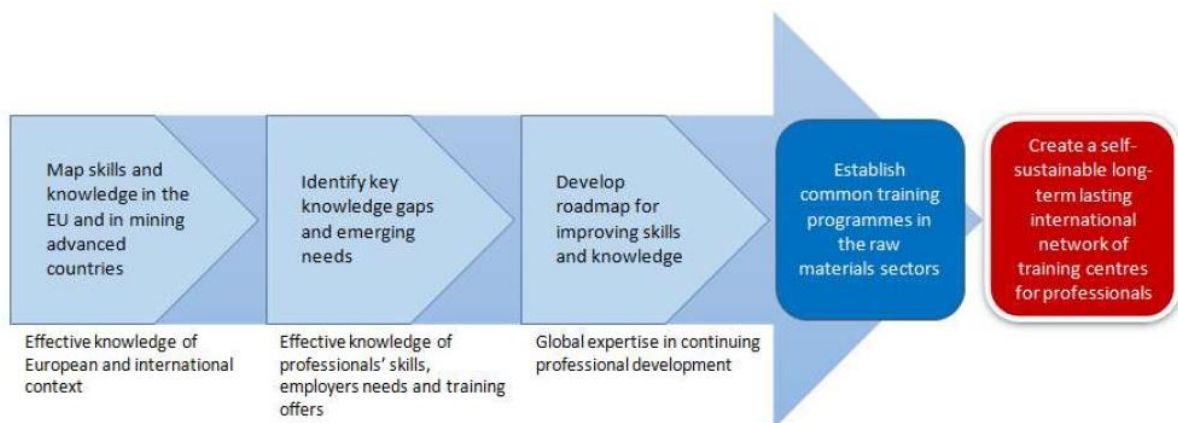 Map skills and
knowledge in the
EU and in mining
advanced
countries
Effective knowledge of
European and international
context
Identify key
knowledge gaps
and emerging
needs
Effective knowledge of
professionals' skills,
employers needs and training
offers
Develop
roadmap for
improving skills
and knowledge
Global expertise in continuing
professional development
Establish
common training
programmes in
the raw
materials sectors
Create a self-
sustainable long-
term lasting
international
network of
training centres
for professionals